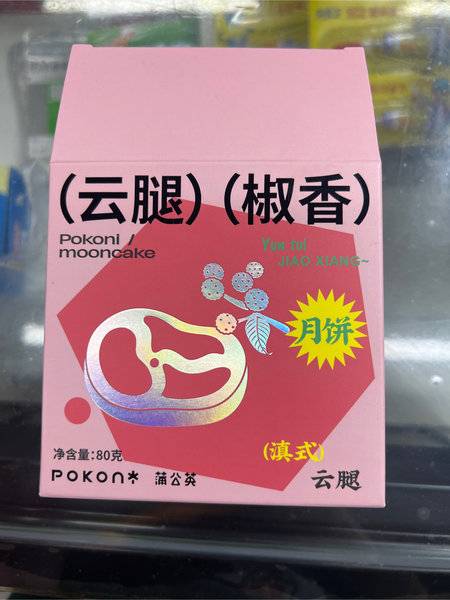 (云腿) (椒香)
Pokoni /
mooncake
Yun tui
JIAO XIANG~
月饼
净含量:80克
POKON* 蒲公英
(滇式)
云腿